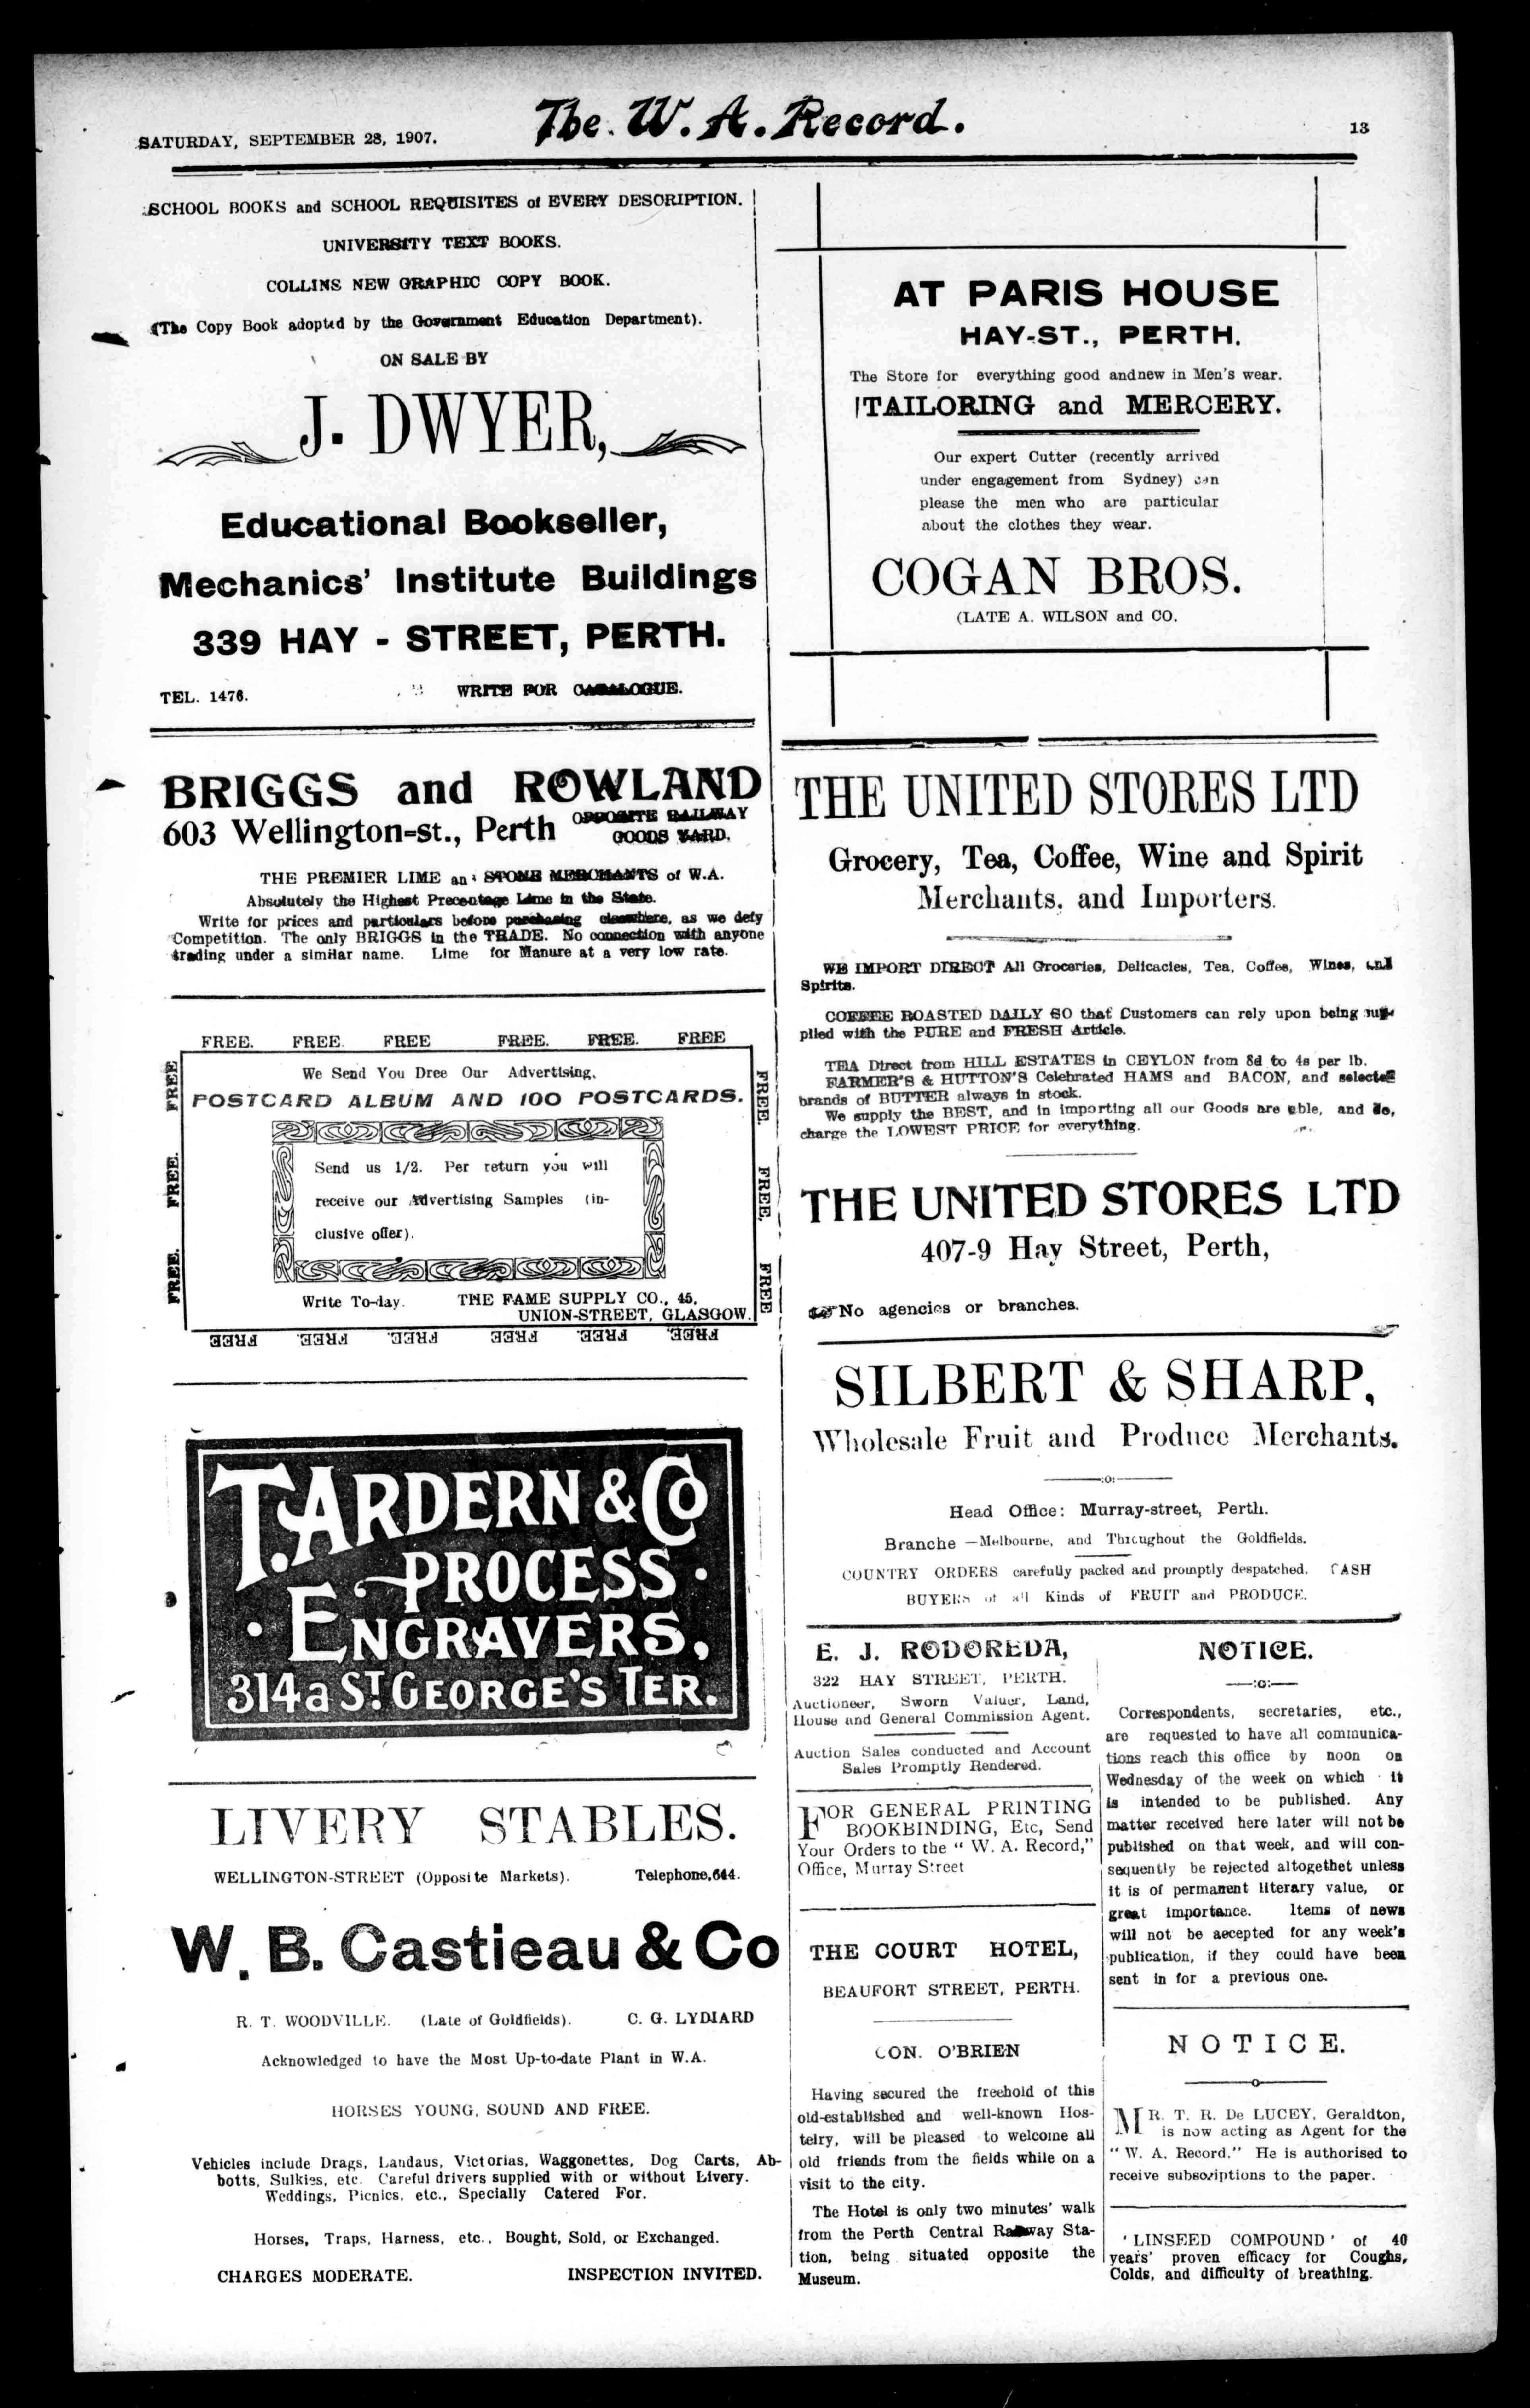 SATURDAY, SEPTEMBER 28, 1907.
The W. A. Record.
13
SCHOOL BOOKS and SCHOOL REQUISITES of EVERY DESCRIPTION.
UNIVERSITY TEXT BOOKS.
COLLINS NEW GRAPHIC COPY BOOK.
(The Copy Book adopted by the Government Education Department).
ON SALE BY
J. DWYER,
Educational Bookseller,
Mechanics' Institute Buildings
339 HAY - STREET, PERTH.
TEL. 1476. WRITE FOR CATALOGUE.
BRIGGS and ROWLAND
603 Wellington-st., Perth OPPOSITE RAILWAY
GOODS YARD.
THE PREMIER LIME and STONE MERCHANTS of W.A.
Absolutely the Highest Precentage Lime in the State.
Write for prices and particulars before purchasing elsewhere, as we defy
Competition. The only BRIGGS in the TRADE. No connection with anyone
trading under a similar name. Lime for Manure at a very low rate.
FREE. FREE. FREE FREE. FREE. FREE
FREE FREE. FREE.
We Send You Dree Our Advertising.
POSTCARD ALBUM AND 100 POSTCARDS.
Send us 1/2. Per return you will
receive our Advertising Samples (in-
clusive offer).
Write To-day. THE FAME SUPPLY CO., 45,
UNION-STREET, GLASGOW.
FREE. FREE. FREE
FREE FREE. FREE. FREE FREE. FREE.
T. ARDERN & CO
PROCESS
ENGRAVERS,
314a ST. GEORGE'S TER.
LIVERY STABLES.
WELLINGTON-STREET (Opposite Markets). Telephone,644.
W. B. Castieau & Co
R. T. WOODVILLE. (Late of Goldfields). C. G. LYDIARD
Acknowledged to have the Most Up-to-date Plant in W.A.
HORSES YOUNG, SOUND AND FREE.
Vehicles include Drags, Landaus, Victorias, Waggonettes, Dog Carts, Ab-
botts, Sulkies, etc. Careful drivers supplied with or without Livery.
Weddings, Picnics, etc., Specially Catered For.
Horses, Traps, Harness, etc., Bought, Sold, or Exchanged.
CHARGES MODERATE. INSPECTION INVITED.
AT PARIS HOUSE
HAY-ST., PERTH.
The Store for everything good andnew in Men's wear.
TAILORING and MERCERY.
Our expert Cutter (recently arrived
under engagement from Sydney) can
please the men who are particular
about the clothes they wear.
COGAN BROS.
(LATE A. WILSON and CO.
THE UNITED STORES LTD
Grocery, Tea, Coffee, Wine and Spirit
Merchants, and Importers.
WE IMPORT DIRECT All Groceries, Delicacies, Tea, Coffee, Wines, and
Spirits.
COFFEE ROASTED DAILY SO that Customers can rely upon being sup-
plied with the PURE and FRESH Article.
TEA Direct from HILL ESTATES in CEYLON from 8d to 4s per lb.
FARMER'S & HUTTON'S Celebrated HAMS and BACON, and selected
brands of BUTTER always in stock.
We supply the BEST, and in importing all our Goods are able, and do,
charge the LOWEST PRICE for everything.
THE UNITED STORES LTD
407-9 Hay Street, Perth,
No agencies or branches.
SILBERT & SHARP,
Wholesale Fruit and Produce Merchants.
:o:
Head Office: Murray-street, Perth.
Branche —Melbourne, and Throughout the Goldfields.
COUNTRY ORDERS carefully packed and promptly despatched. CASH
BUYERS of all Kinds of FRUIT and PRODUCE.
E. J. RODOREDA,
322 HAY STREET, PERTH.
Auctioneer, Sworn Valuer, Land,
House and General Commission Agent.
Auction Sales conducted and Account
Sales Promptly Rendered.
FOR GENERAL PRINTING
BOOKBINDING, Etc, Send
Your Orders to the " W. A. Record,"
Office, Murray Street
THE COURT HOTEL,
BEAUFORT STREET, PERTH.
CON. O'BRIEN
Having secured the freehold of this
old-established and well-known Hos-
telry, will be pleased to welcome all
old friends from the fields while on a
visit to the city.
The Hotel is only two minutes' walk
from the Perth Central Railway Sta-
tion, being situated opposite the
Museum.
NOTICE.
—:o:—
Correspondents, secretaries, etc.,
are requested to have all communica-
tions reach this office by noon on
Wednesday of the week on which it
is intended to be published. Any
matter received here later will not be
published on that week, and will con-
sequently be rejected altogethet unless
it is of permanent literary value, or
great importance. Items of news
will not be aecepted for any week's
publication, if they could have been
sent in for a previous one.
NOTICE.
—o—
MR. T. R. De LUCEY, Geraldton,
is now acting as Agent for the
" W. A. Record." He is authorised to
receive subscriptions to the paper.
' LINSEED COMPOUND ' of 40
years' proven efficacy for Coughs,
Colds, and difficulty of breathing.